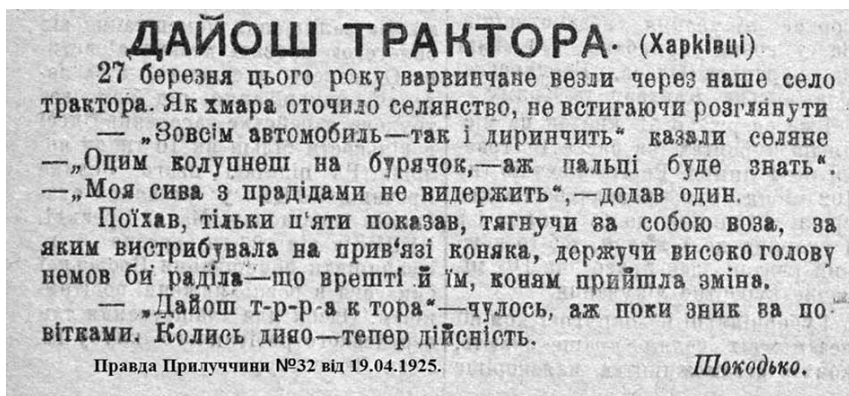 ДАЙОШ ТРАКТОРА· (Харківці)
27 березня цього року варвинчане везли через наше село
трактора. Як хмара оточило селянство, не встигаючи розглянути
— „Зовсім автомобиль—так і диринчить“ казали селяне
—„Оцим колупнеш на бурячок,—аж пальці буде знать“.
—„Моя сива з прадідами не видержить“,—додав один.
Поїхав, тільки п‘яти показав, тягнучи за собою воза, за
яким вистрибувала на прив‘язі коняка, держучи високо голову
немов би раділа—що врешті й їм, коням прийшла зміна.
— „Дайош т-р-р-а к тора“—чулось, аж поки зник за по
вітками. Колись диво—тепер дійсність.
Правда Прилуччини №32 від 19.04.1925. Шокодько.